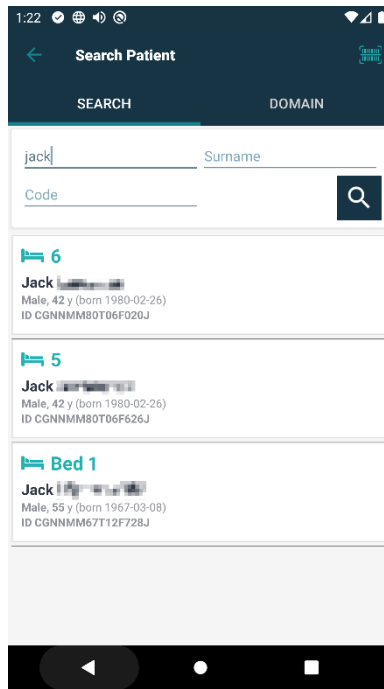 1:22
Search Patient
SEARCH DOMAIN
jack Surname
Code
6
Jack
Male, 42 y (born 1980-02-26)
ID CGNNMM80T06F020J
5
Jack
Male, 42 y (born 1980-02-26)
ID CGNNMM80T06F626J
Bed 1
Jack
Male, 55 y (born 1967-03-08)
ID CGNNMM67T12F728J